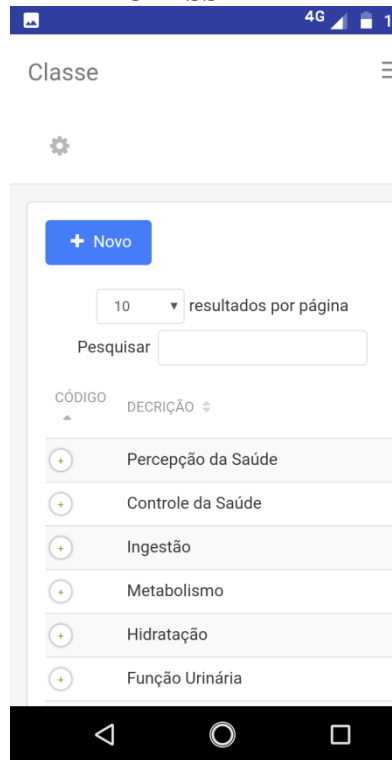 4G 1
Classe
+ Novo
10 resultados por página
Pesquisar
CÓDIGO DECRIÇÃO
Percepção da Saúde
Controle da Saúde
Ingestão
Metabolismo
Hidratação
Função Urinária